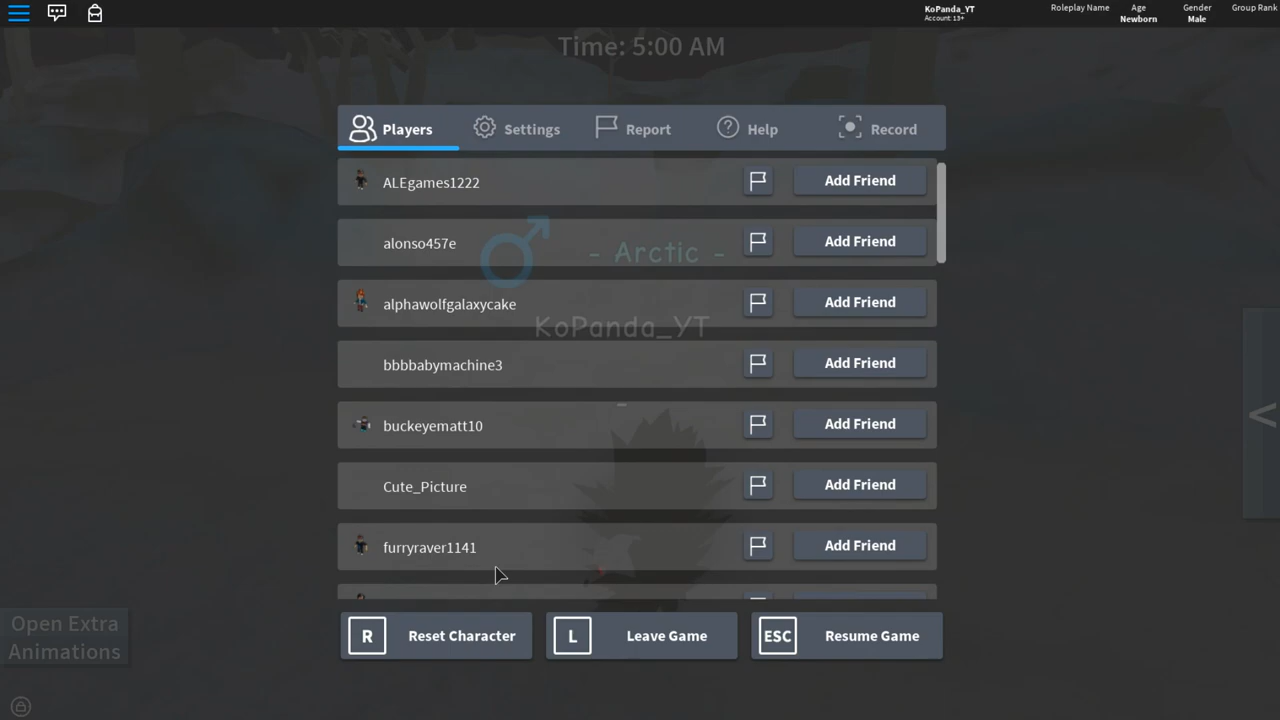 KoPanda_YT
Account: 13+
Roleplay Name
Age
Newborn
Gender
Male
Group Rank
Time: 5:00 AM
Players
Settings
Report
Help
Record
ALEgames1222
Add Friend
alonso457e
Add Friend
- Arctic -
alphawolfgalaxycake
Add Friend
KoPanda_YT
bbbbabymachine3
Add Friend
buckeyematt10
Add Friend
Cute_Picture
Add Friend
furryraver1141
Add Friend
<
Open Extra
Animations
R Reset Character
L Leave Game
ESC Resume Game